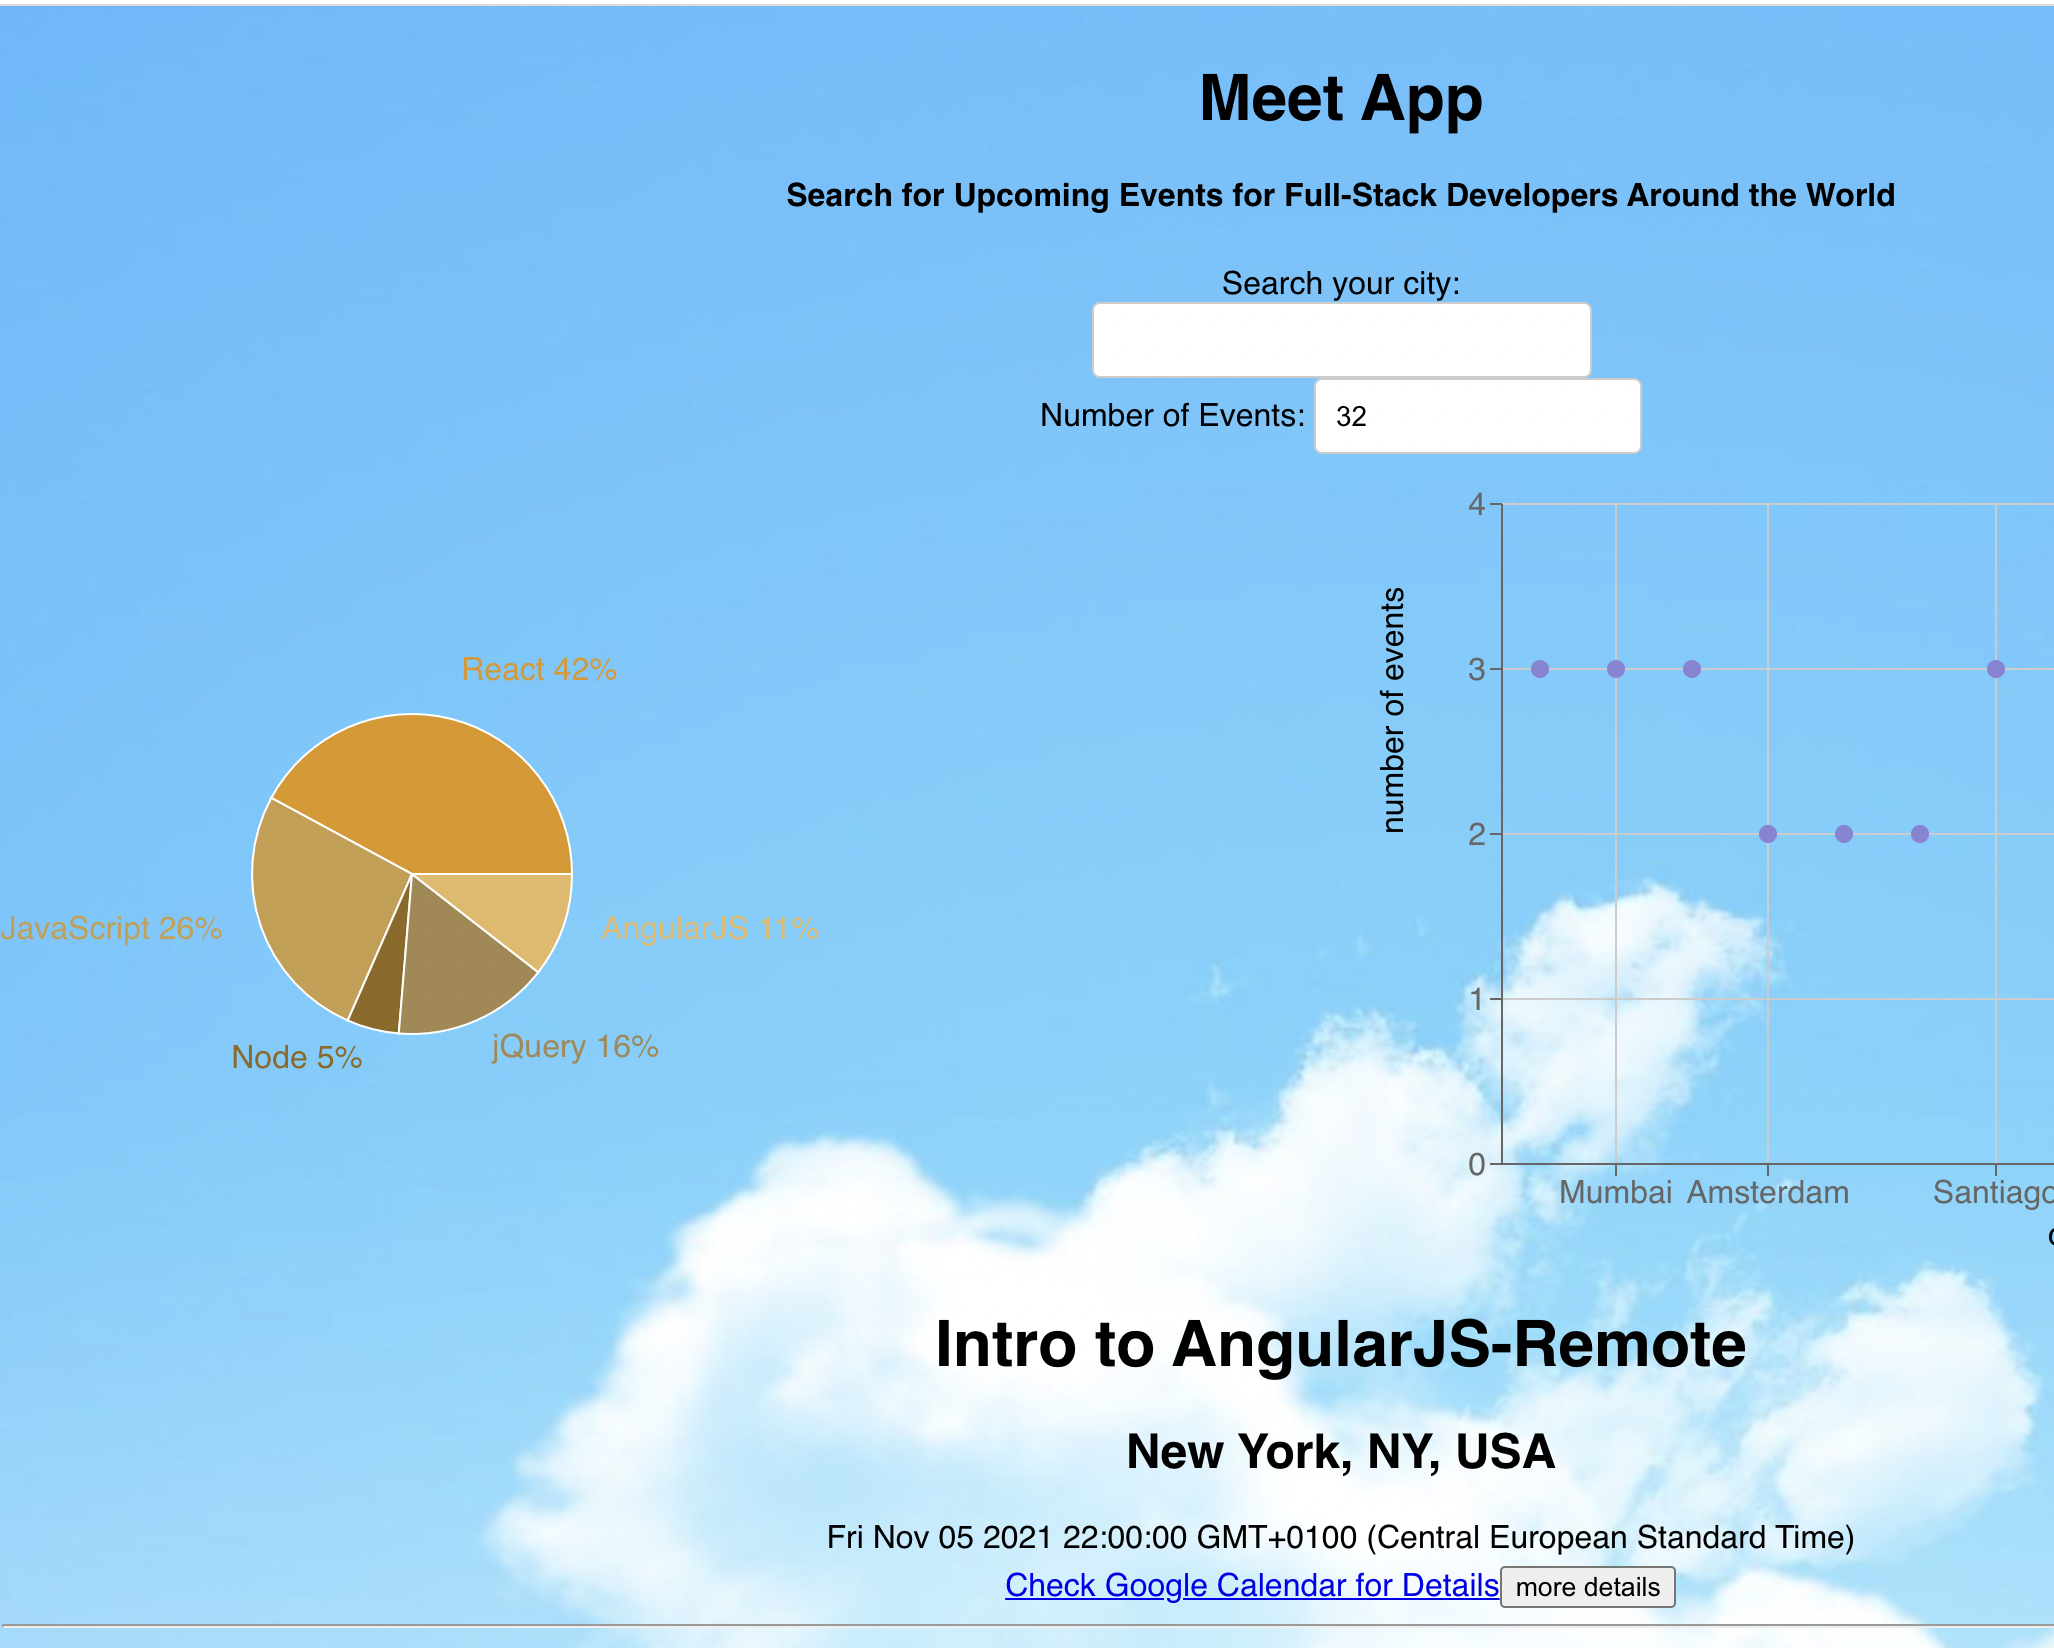 Meet App
Search for Upcoming Events for Full-Stack Developers Around the World
Search your city:
Number of Events: 32
React 42%
JavaScript 26%
AngularJS 11%
Node 5%
jQuery 16%
number of events
4
3
2
1
0
Mumbai Amsterdam Santiago
Intro to AngularJS-Remote
New York, NY, USA
Fri Nov 05 2021 22:00:00 GMT+0100 (Central European Standard Time)
Check Google Calendar for Details more details